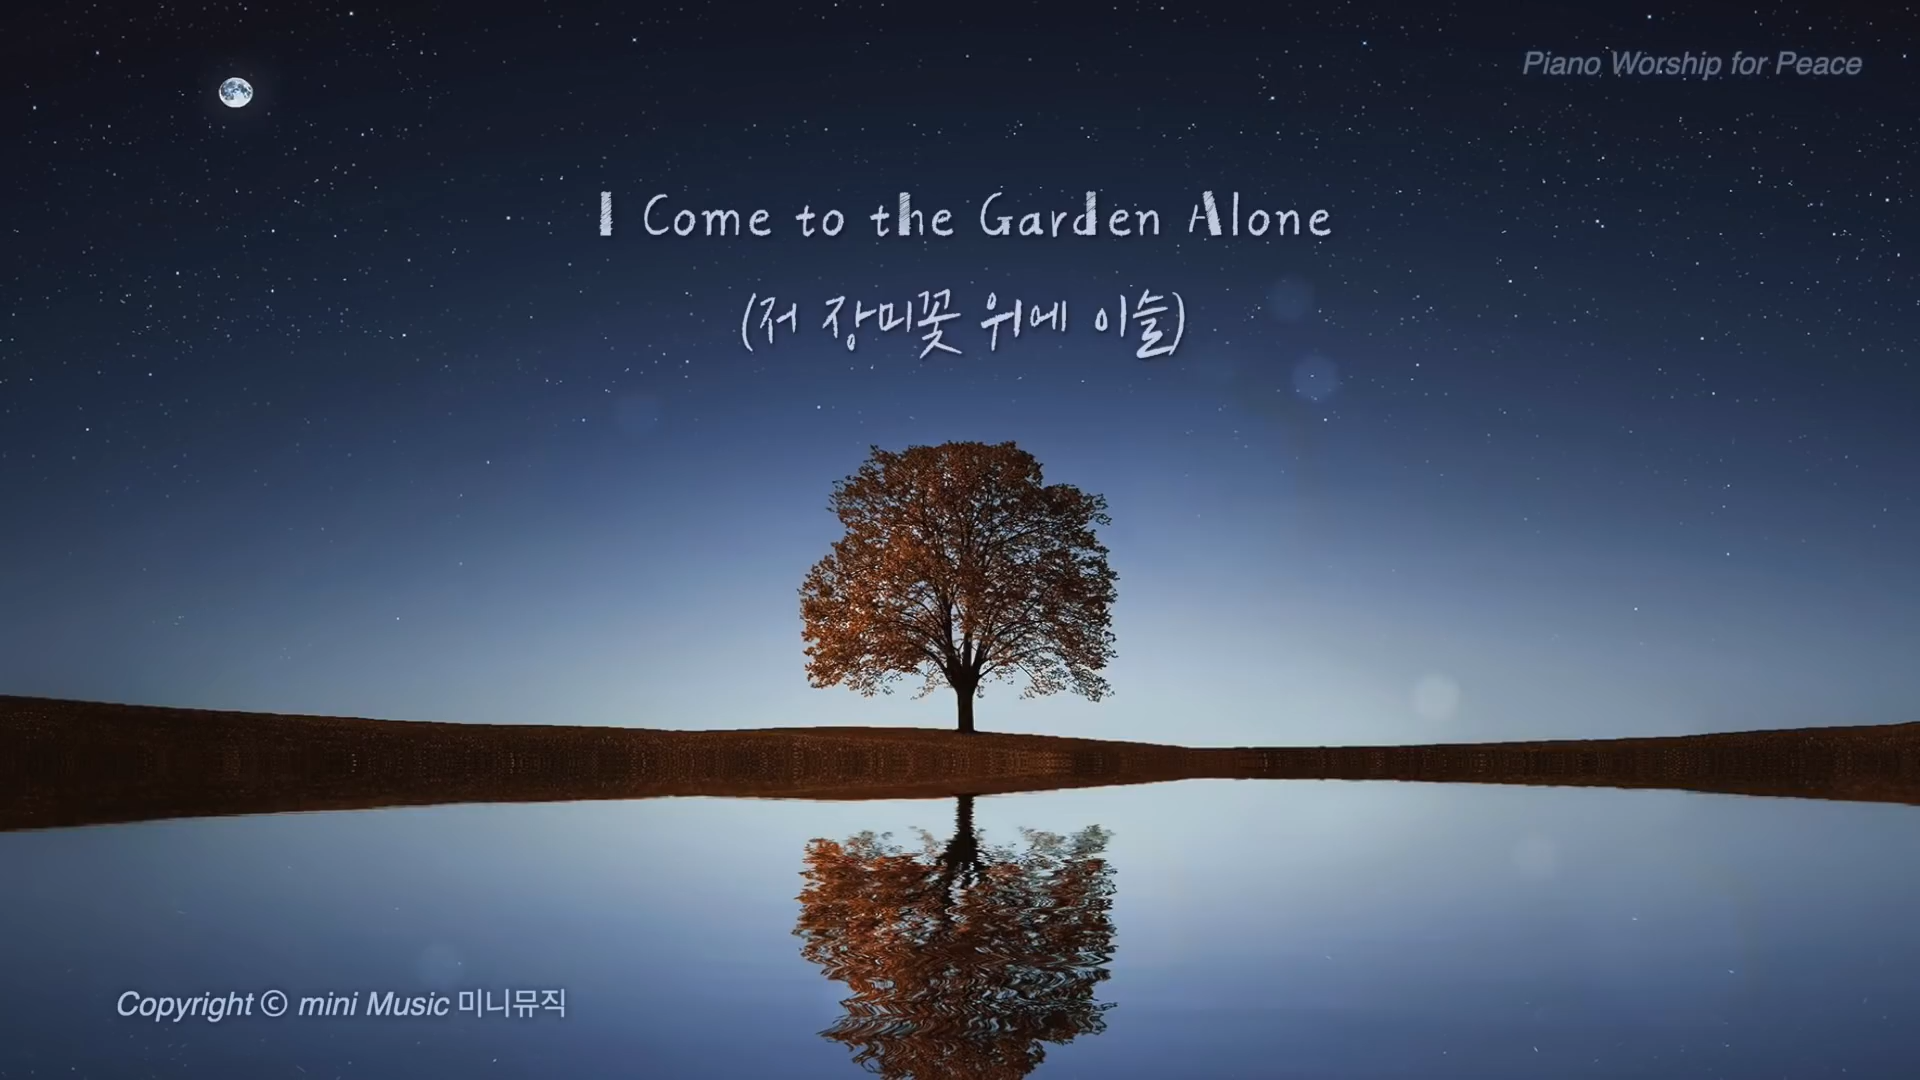 Piano Worship for Peace
I Come to the Garden Alone
(저 장미꽃 위에 이슬)
Copyright © mini Music 미니뮤직